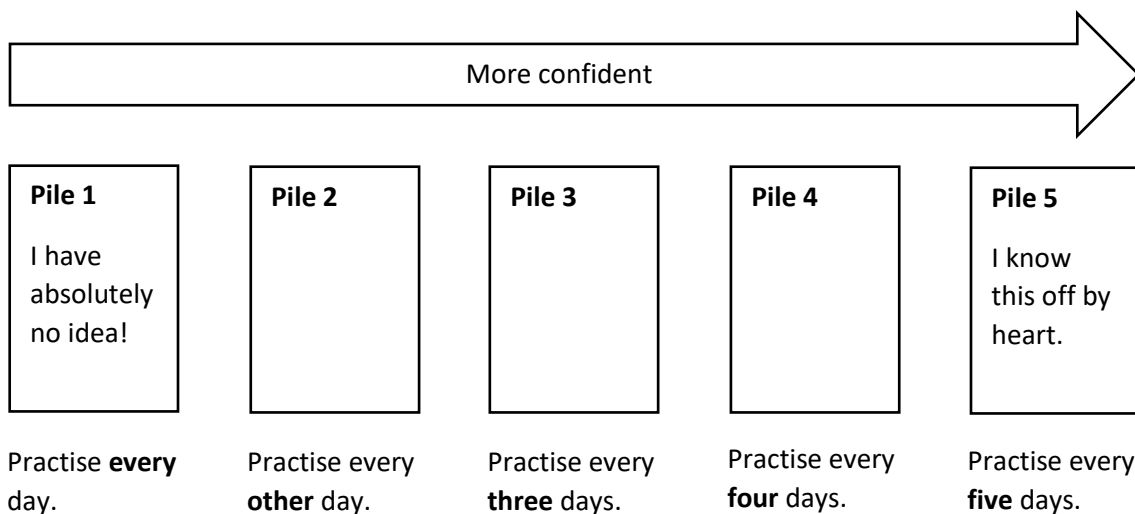 More confident
Pile 1
I have
absolutely
no idea!
Pile 2
Pile 3
Pile 4
Pile 5
I know
this off by
heart.
Practise every
day.
Practise every
other day.
Practise every
three days.
Practise every
four days.
Practise every
five days.